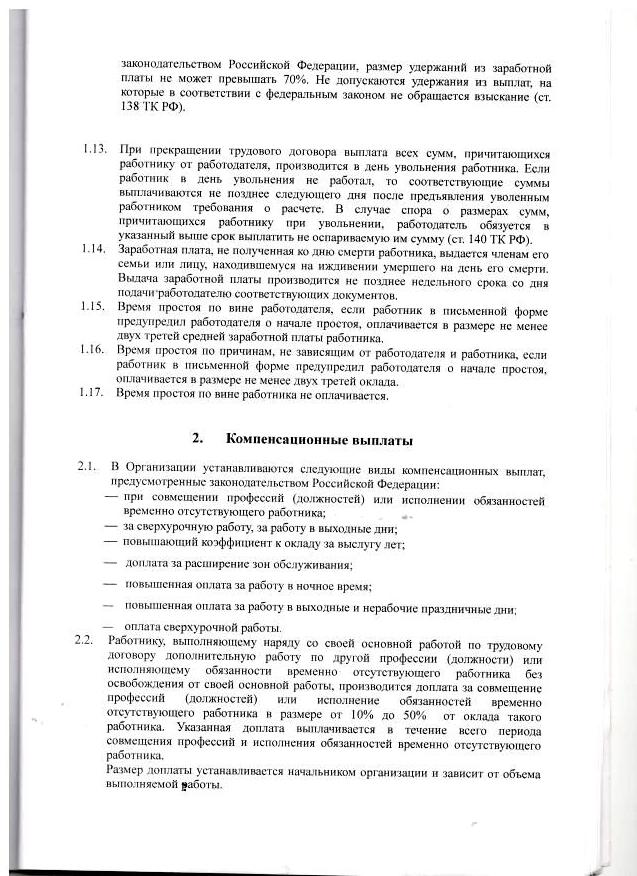 законодательством Российской Федерации, размер удержаний из заработной
платы не может превышать 70%. Не допускаются удержания из выплат, на
которые в соответствии с федеральным законом не обращается взыскание (ст.
138 ТК РФ).
1.13. При прекращении трудового договора выплата всех сумм, причитающихся
работнику от работодателя, производится в день увольнения работника. Если
работник в день увольнения не работал, то соответствующие суммы
выплачиваются не позднее следующего дня после предъявления уволенным
работником требования о расчете. В случае спора о размерах сумм,
причитающихся работнику при увольнении, работодатель обязуется в
указанный выше срок выплатить не оспариваемую им сумму (ст. 140 ТК РФ).
1.14. Заработная плата, не полученная ко дню смерти работника, выдается членам его
семьи или лицу, находившемуся на иждивении умершего на день его смерти.
Выдача заработной платы производится не позднее недельного срока со дня
подачи работодателю соответствующих документов.
1.15. Время простоя по вине работодателя, если работник в письменной форме
предупредил работодателя о начале простоя, оплачивается в размере не менее
двух третей средней заработной платы работника.
1.16. Время простоя по причинам, не зависящим от работодателя и работника, если
работник в письменной форме предупредил работодателя о начале простоя,
оплачивается в размере не менее двух третей оклада.
1.17. Время простоя по вине работника не оплачивается.
2. Компенсационные выплаты
2.1. В Организации устанавливаются следующие виды компенсационных выплат,
предусмотренные законодательством Российской Федерации:
— при совмещении профессий (должностей) или исполнении обязанностей
временно отсутствующего работника;
— за сверхурочную работу, за работу в выходные дни;
— повышающий коэффициент к окладу за выслугу лет;
— доплата за расширение зон обслуживания;
— повышенная оплата за работу в ночное время;
— повышенная оплата за работу в выходные и нерабочие праздничные дни;
— оплата сверхурочной работы.
2.2. Работнику, выполняющему наряду со своей основной работой по трудовому
договору дополнительную работу по другой профессии (должности) или
исполняющему обязанности временно отсутствующего работника без
освобождения от своей основной работы, производится доплата за совмещение
профессий (должностей) или исполнение обязанностей временно
отсутствующего работника в размере от 10% до 50% от оклада такого
работника. Указанная доплата выплачивается в течение всего периода
совмещения профессий и исполнения обязанностей временно отсутствующего
работника.
Размер доплаты устанавливается начальником организации и зависит от объема
выполняемой работы.